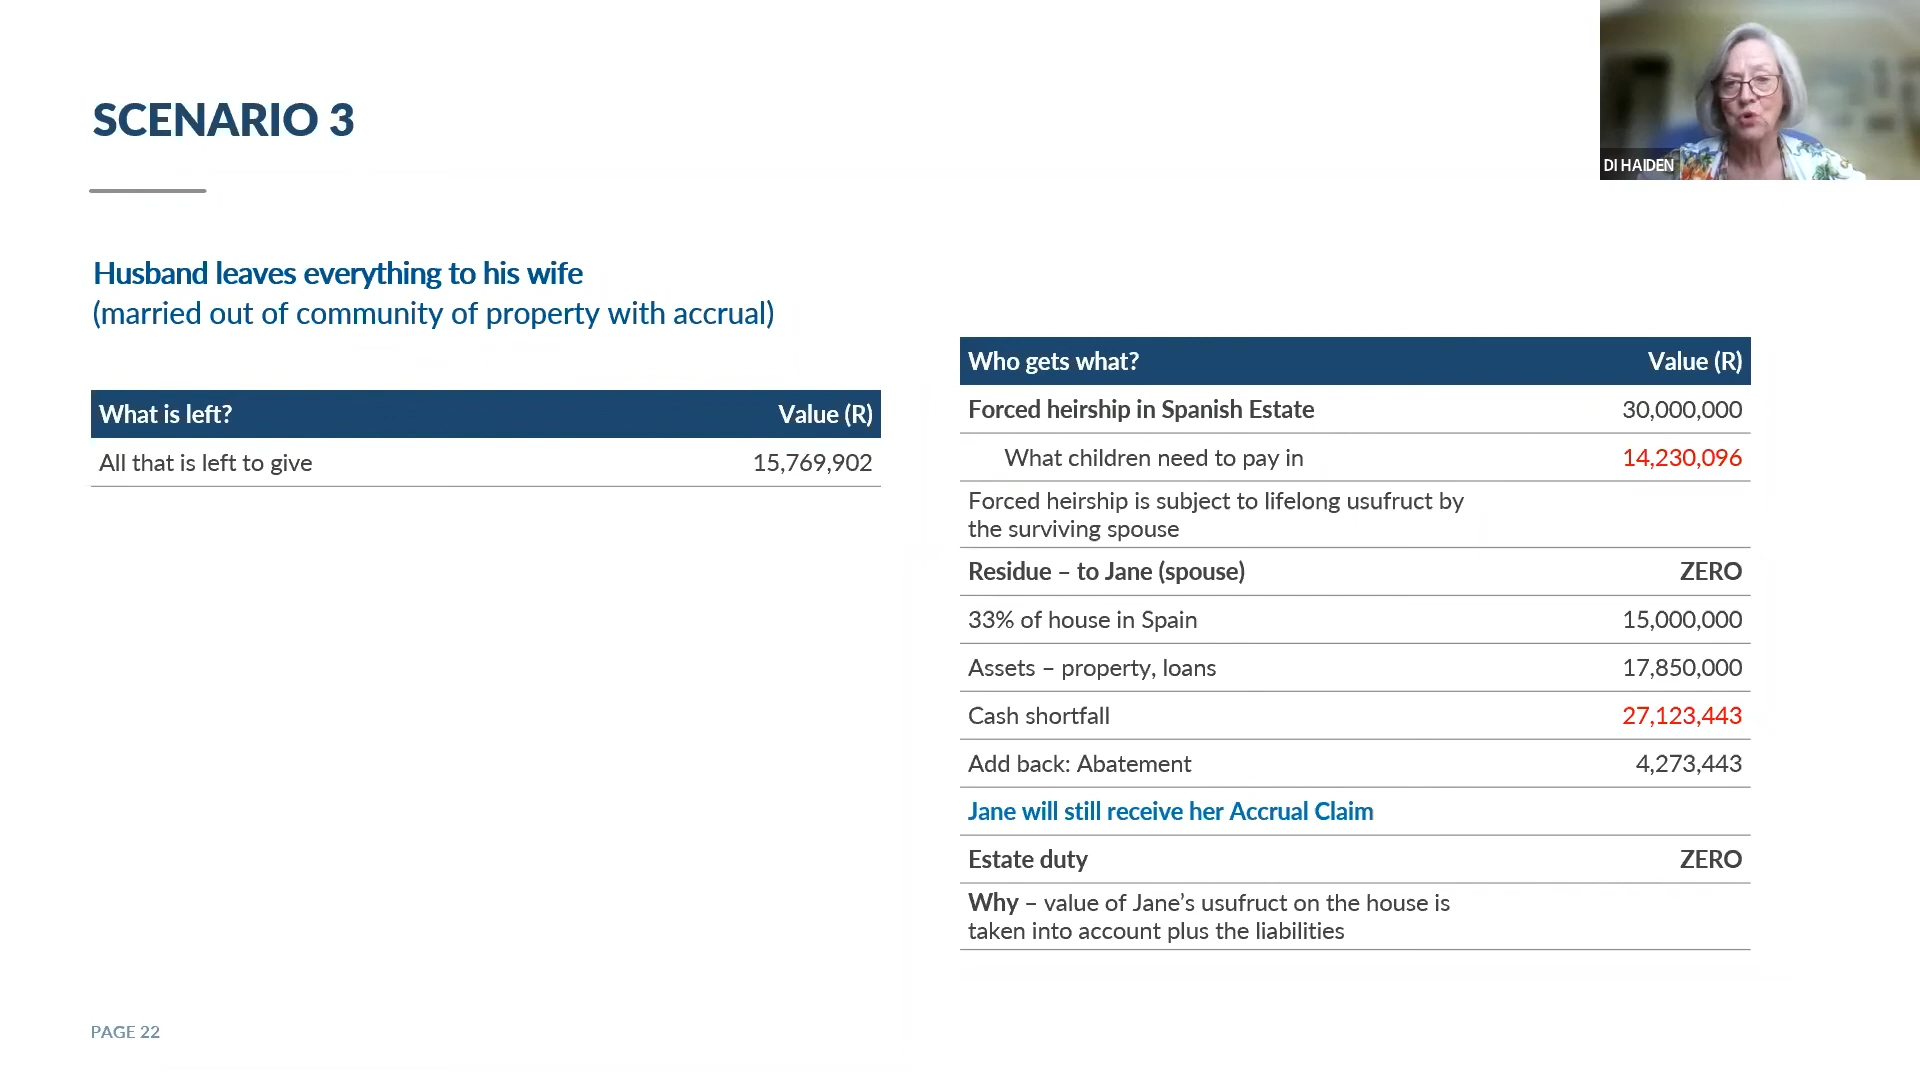 SCENARIO 3
DI HAIDEN
Husband leaves everything to his wife
(married out of community of property with accrual)
What is left? Value (R)
All that is left to give 15,769,902
Who gets what? Value (R)
Forced heirship in Spanish Estate 30,000,000
What children need to pay in 14,230,096
Forced heirship is subject to lifelong usufruct by
the surviving spouse
Residue – to Jane (spouse) ZERO
33% of house in Spain 15,000,000
Assets – property, loans 17,850,000
Cash shortfall 27,123,443
Add back: Abatement 4,273,443
Jane will still receive her Accrual Claim
Estate duty ZERO
Why – value of Jane’s usufruct on the house is
taken into account plus the liabilities
PAGE 22